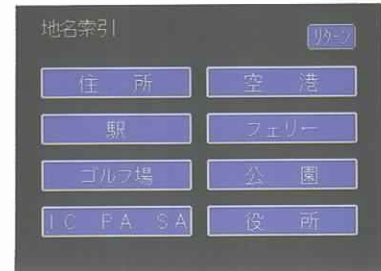 地名索引
リターン
住所 空港
駅 フェリー
ゴルフ場 公園
IC PA SA 役所